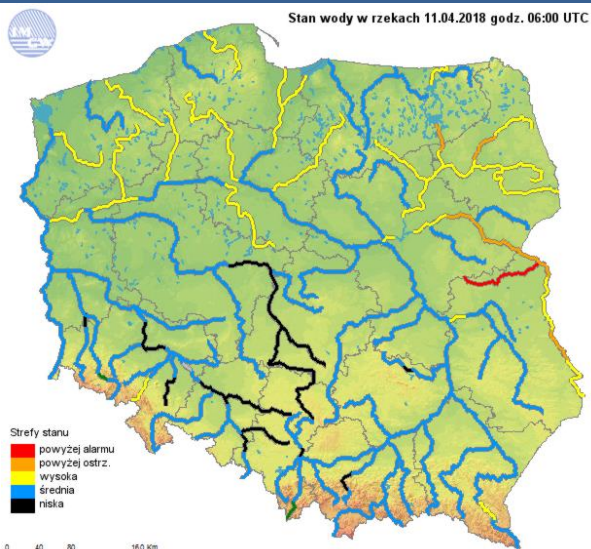 Stan wody w rzekach 11.04.2018 godz. 06:00 UTC
Strefy stanu
powyżej alarmu
powyżej ostrz.
wysoka
średnia
niska
0 40 80 160 Km